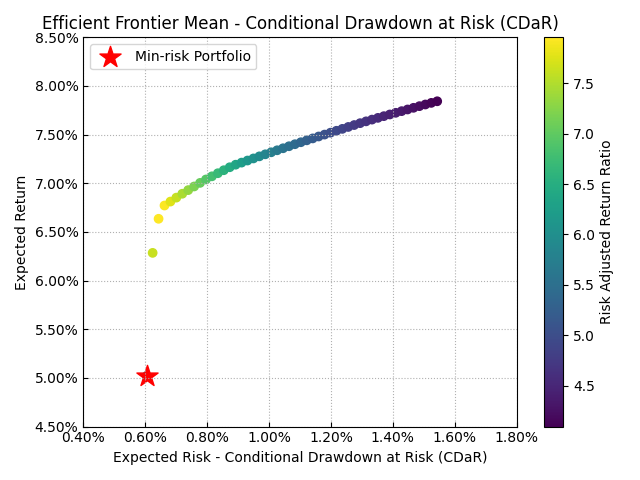 Efficient Frontier Mean - Conditional Drawdown at Risk (CDaR)
Min-risk Portfolio
8.50%
8.00%
7.50%
7.00%
6.50%
6.00%
5.50%
5.00%
4.50%
Expected Return
0.40% 0.60% 0.80% 1.00% 1.20% 1.40% 1.60% 1.80%
Expected Risk - Conditional Drawdown at Risk (CDaR)
7.5
7.0
6.5
6.0
5.5
5.0
4.5
Risk Adjusted Return Ratio